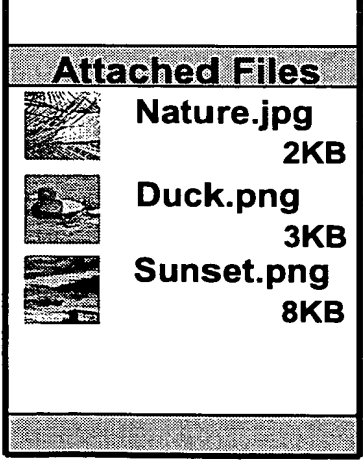 Attached Files
Nature.jpg
2KB
Duck.png
3KB
Sunset.png
8KB